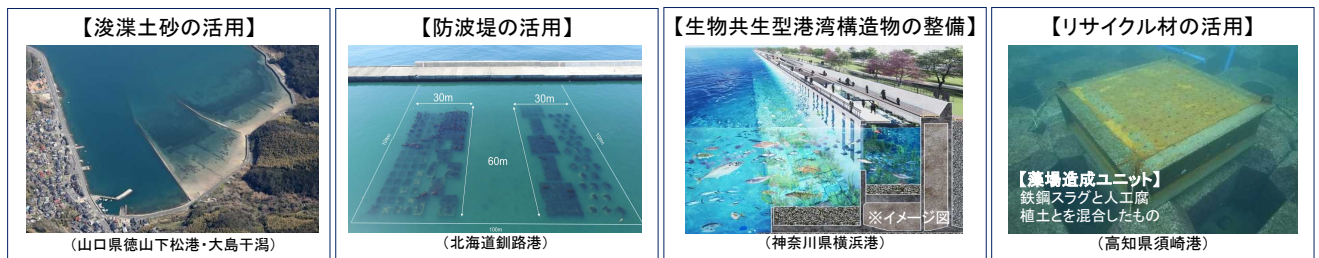 【浚渫土砂の活用】
(山口県徳山下松港・大島干潟)
【防波堤の活用】
30m
30m
60m
100m
(北海道釧路港)
【生物共生型港湾構造物の整備】
※イメージ図
(神奈川県横浜港)
【リサイクル材の活用】
【藻場造成ユニット】
鉄鋼スラグと人工腐
植土とを混合したもの
(高知県須崎港)